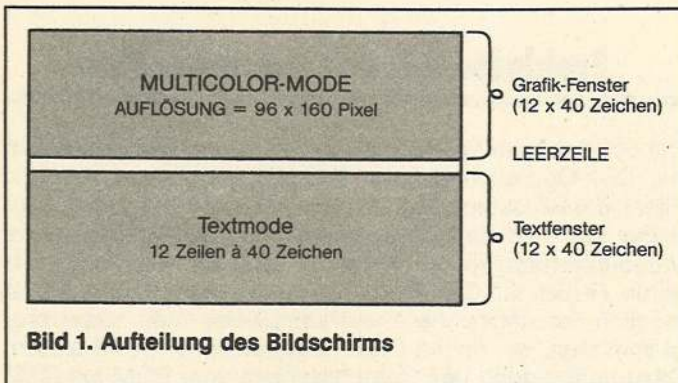 MULTICOLOR-MODE
AUFLÖSUNG = 96 x 160 Pixel
Grafik-Fenster
(12 x 40 Zeichen)
LEERZEILE
Textmode
12 Zeilen à 40 Zeichen
Textfenster
(12 x 40 Zeichen)
Bild 1. Aufteilung des Bildschirms